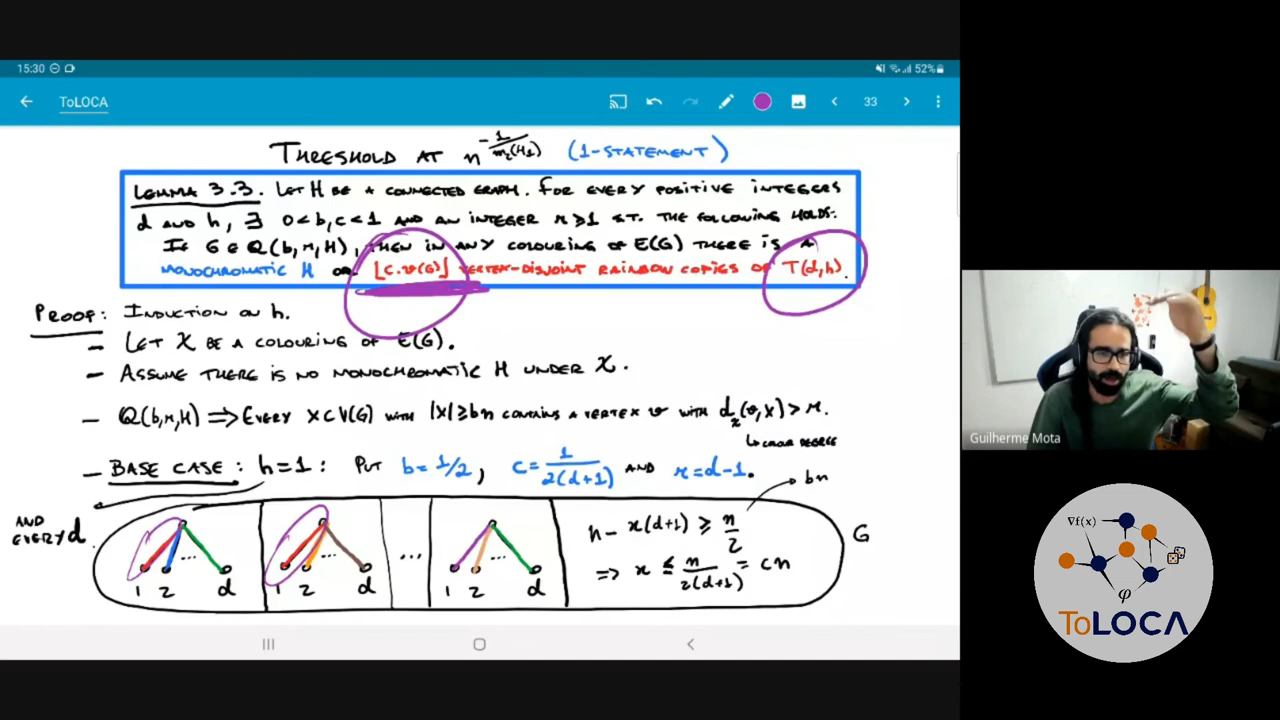 15:30
52%
ToLOCA
33
THRESHOLD AT n^{-1/m_2(H_1)} (1-STATEMENT)
LEMMA 3.3. LET H BE A CONNECTED GRAPH. FOR EVERY POSITIVE INTEGERS
d AND h, ∃ 0<b,c<1 AND AN INTEGER r≥1 ST. THE FOLLOWING HOLDS:
IF G ∈ Q(b,r,H), THEN IN ANY COLOURING OF E(G) THERE IS A
MONOCHROMATIC H OR ⌊c.v(G)⌋ VERTEX-DISJOINT RAINBOW COPIES OF T(d,h).
PROOF: INDUCTION ON h.
- LET χ BE A COLOURING OF E(G).
- ASSUME THERE IS NO MONOCHROMATIC H UNDER χ.
- Q(b,r,H) ⟹ EVERY X⊂V(G) WITH |X|≥bn CONTAINS A VERTEX v WITH d_χ(v,X)>r.
↳COLOR DEGREE
- BASE CASE: h=1: PUT b=1/2, c=1/2(d+1) AND r=d-1.
bn
AND EVERY d.
1 2 ... d
1 2 ... d
...
1 2 ... d
n - x(d+1) ≥ n/2
⟹ x ≤ n/2(d+1) = cn
G
Guilherme Mota
∇f(x)
φ
ToLOCA